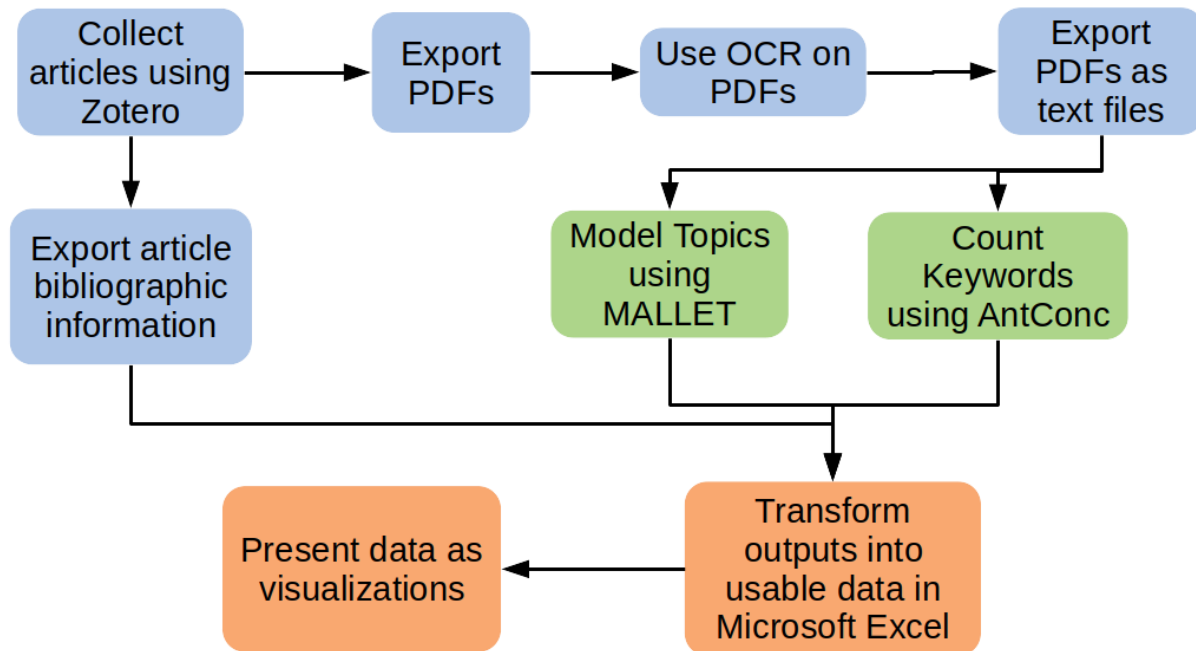 Collect
articles using
Zotero
Export
PDFs
Use OCR on
PDFs
Export
PDFs as
text files
Export article
bibliographic
information
Model Topics
using
MALLET
Count
Keywords
using AntConc
Present data as
visualizations
Transform
outputs into
usable data in
Microsoft Excel